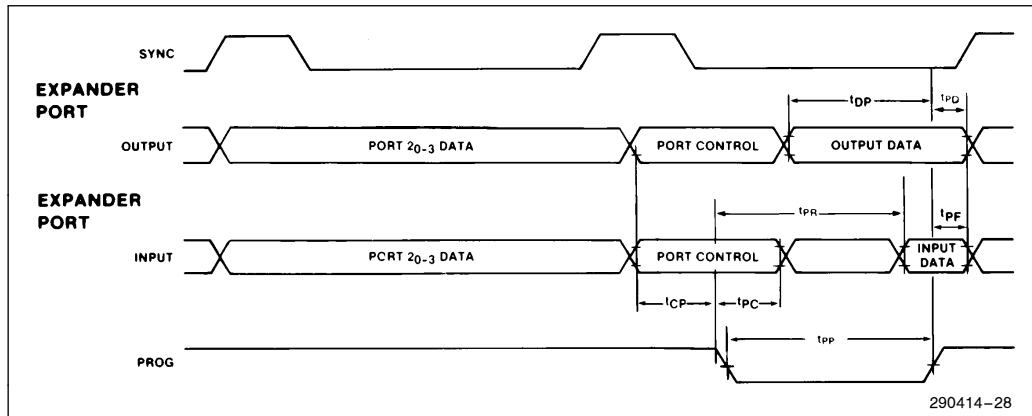 SYNC
EXPANDER
PORT
tDP
tPD
OUTPUT
PORT 20-3 DATA
PORT CONTROL
OUTPUT DATA
EXPANDER
PORT
tPR
tPF
INPUT
PCRT 20-3 DATA
PORT CONTROL
INPUT
DATA
tCP
tPC
tPP
PROG
290414-28